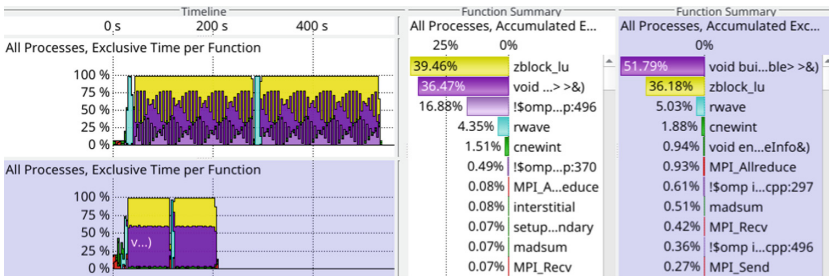 Timeline
0 s 200 s 400 s
All Processes, Exclusive Time per Function
100 %
75 %
50 %
25 %
0 %
All Processes, Exclusive Time per Function
100 %
75 %
50 %
25 %
0 %
v...)
Function Summary
All Processes, Accumulated E...
25% 0%
39.46% zblock_lu
36.47% void ...> >&)
16.88% !$omp...p:496
4.35% rwave
1.51% cnewint
0.49% !$omp...p:370
0.08% MPI_A...educe
0.08% interstitial
0.07% setup...ndary
0.07% madsum
0.07% MPI_Recv
Function Summary
All Processes, Accumulated Exc...
0%
51.79% void bui...ble> >&)
36.18% zblock_lu
5.03% rwave
1.88% cnewint
0.94% void en...eInfo&)
0.93% MPI_Allreduce
0.61% !$omp i...cpp:297
0.51% madsum
0.42% MPI_Recv
0.36% !$omp i...cpp:496
0.27% MPI_Send